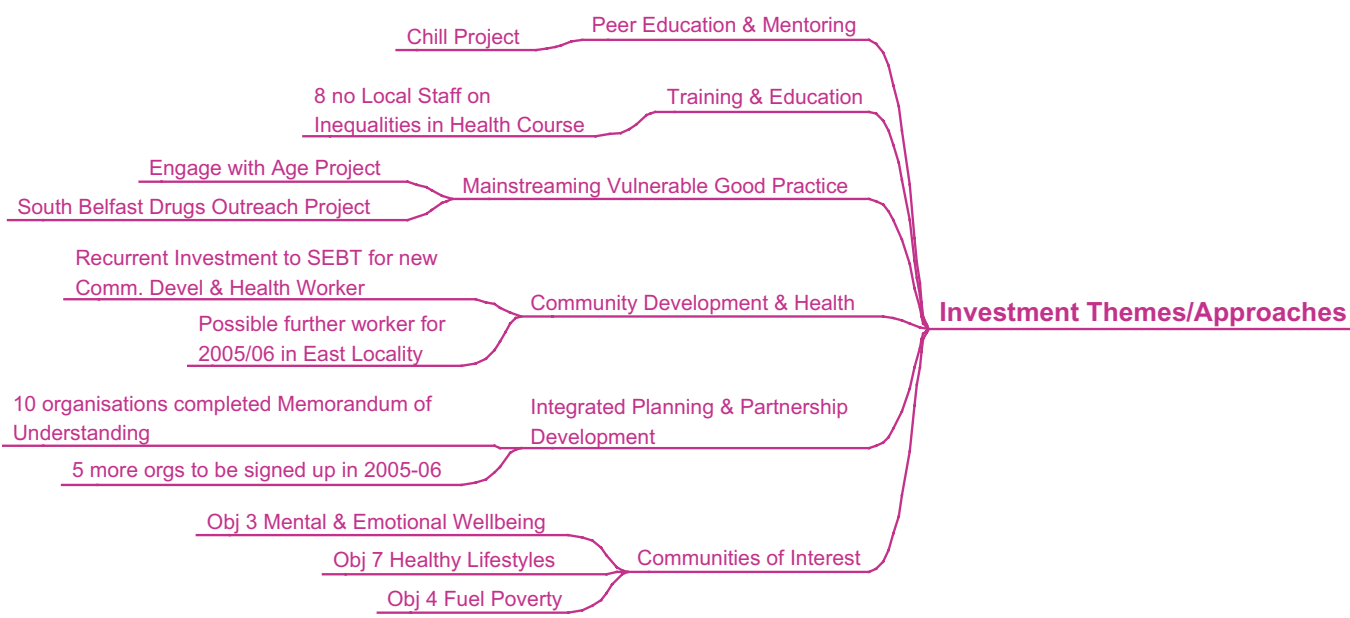 Peer Education & Mentoring
Chill Project
8 no Local Staff on
Inequalities in Health Course
Training & Education
Engage with Age Project
Mainstreaming Vulnerable Good Practice
South Belfast Drugs Outreach Project
Recurrent Investment to SEBT for new
Comm. Devel & Health Worker
Community Development & Health
Possible further worker for
2005/06 in East Locality
Investment Themes/Approaches
10 organisations completed Memorandum of
Understanding
Integrated Planning & Partnership
Development
5 more orgs to be signed up in 2005-06
Obj 3 Mental & Emotional Wellbeing
Obj 7 Healthy Lifestyles
Communities of Interest
Obj 4 Fuel Poverty